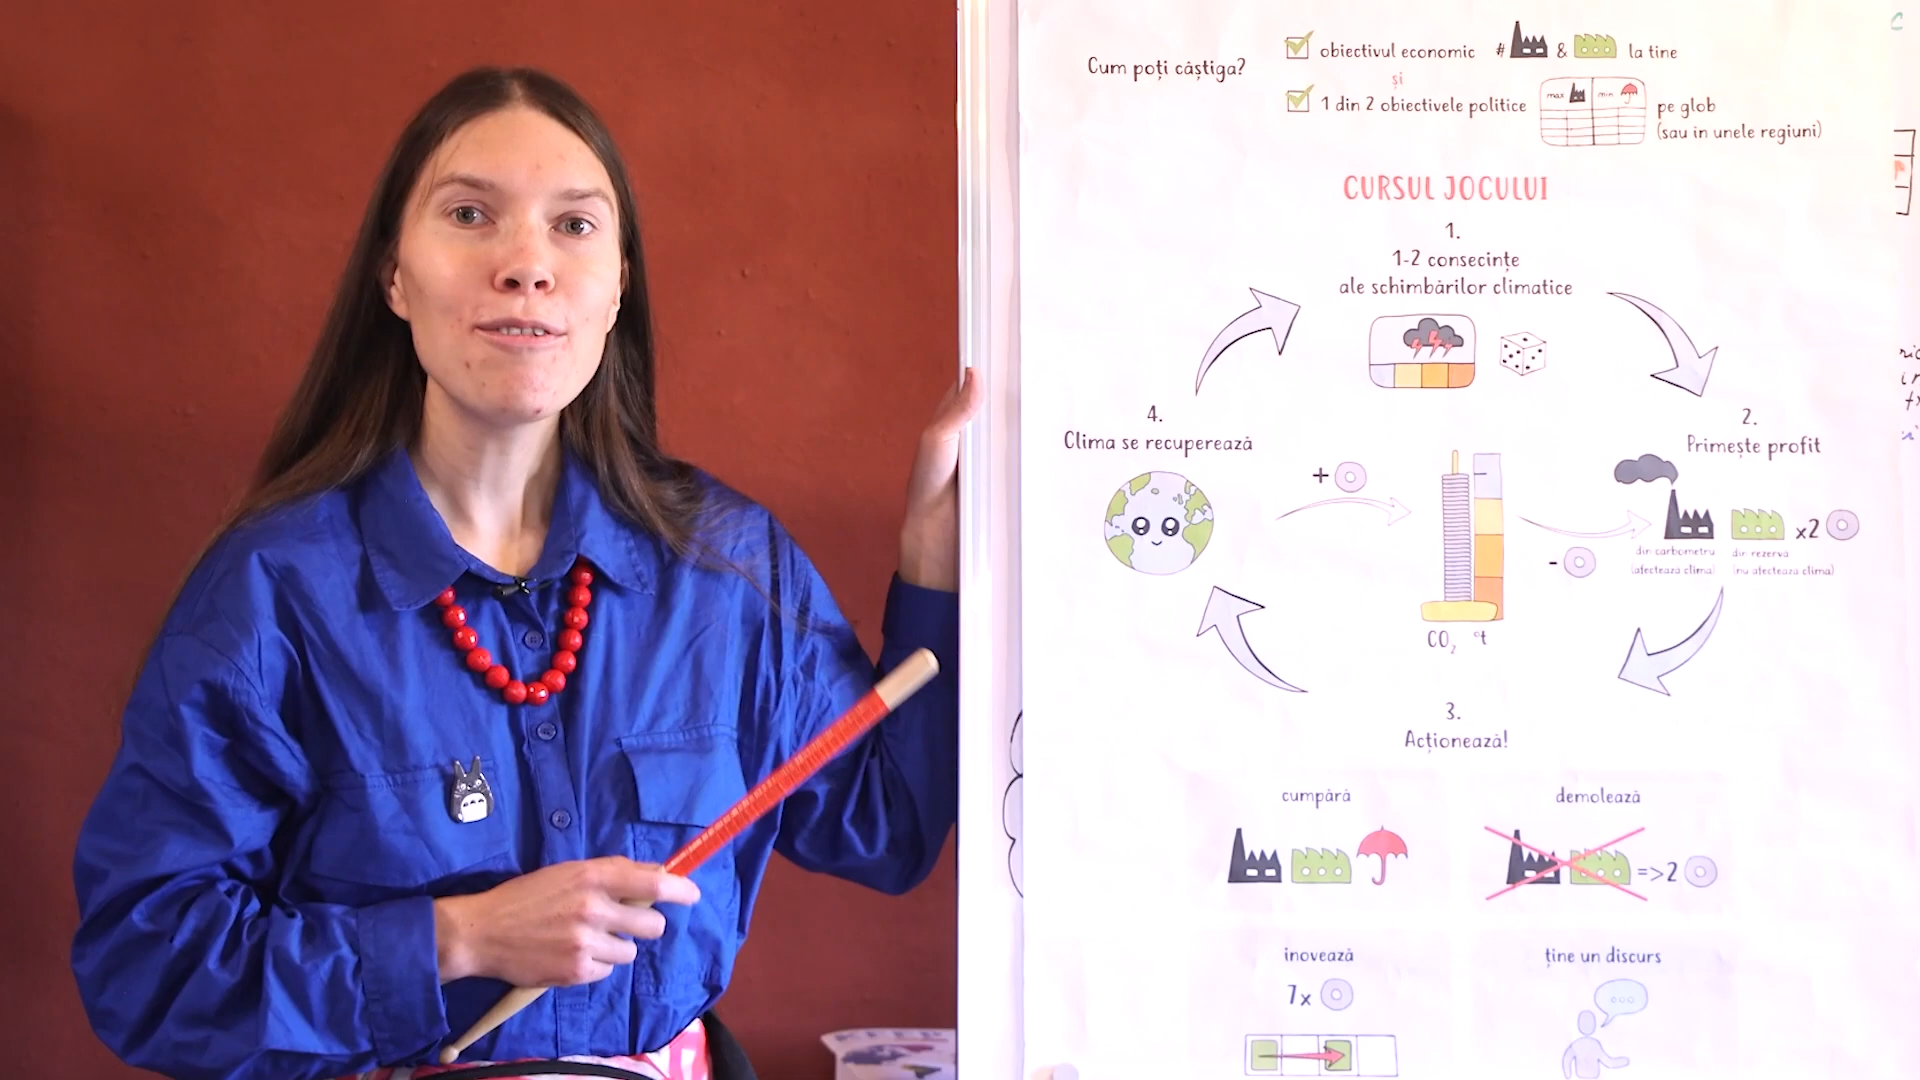 Cum poți câștiga?
obiectivul economic # & la tine
și
1 din 2 obiectivele politice
max min
pe glob
(sau in unele regiuni)
CURSUL JOCULUI
1.
1-2 consecințe
ale schimbărilor climatice
2.
Primește profit
x2
din carbometru
(afectează clima)
din rezervă
(nu afectează clima)
4.
Clima se recuperează
+
-
CO2 °t
3.
Acționează!
cumpără
demolează
=>2
inovează
7x
ține un discurs